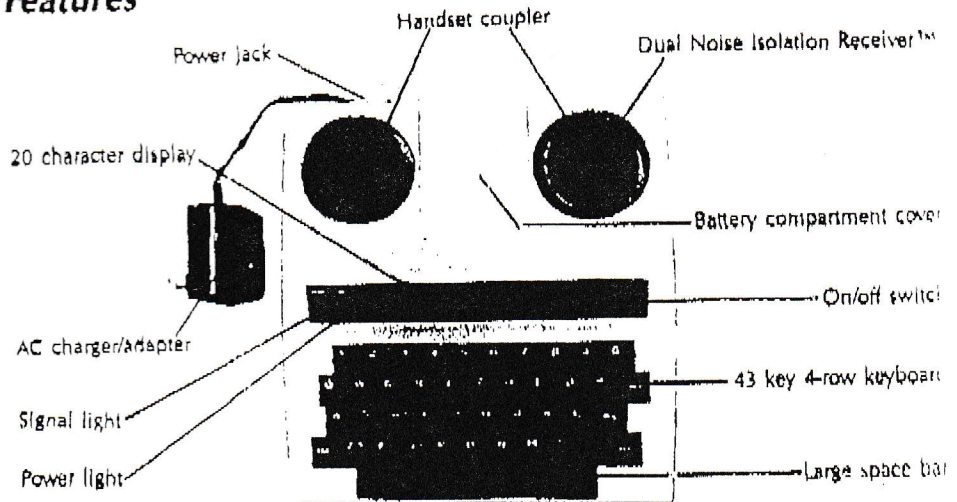 Features
Handset coupler
Power Jack
Dual Noise Isolation Receiver™
20 character display
Battery compartment cover
On/off switch
AC charger/adapter
43 key 4-row keyboard
Signal light
Power light
Large space bar